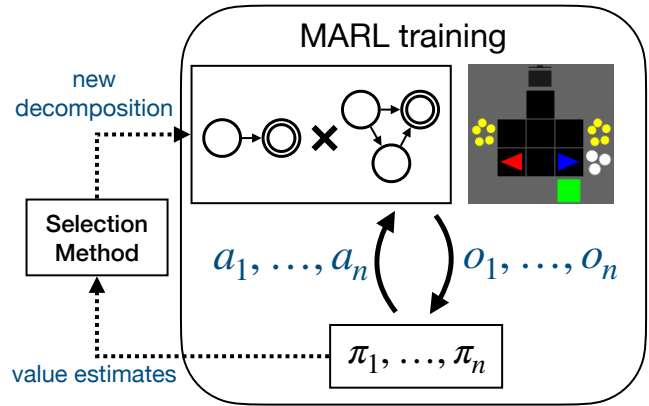 MARL training
new
decomposition
Selection
Method
a₁, …, aₙ
o₁, …, oₙ
π₁, …, πₙ
value estimates